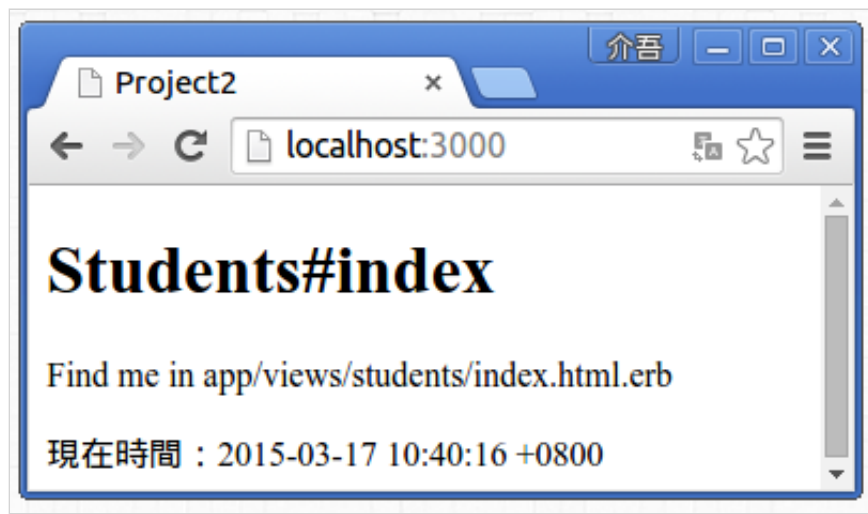 介吾
Project2
localhost:3000
Students#index
Find me in app/views/students/index.html.erb
現在時間：2015-03-17 10:40:16 +0800